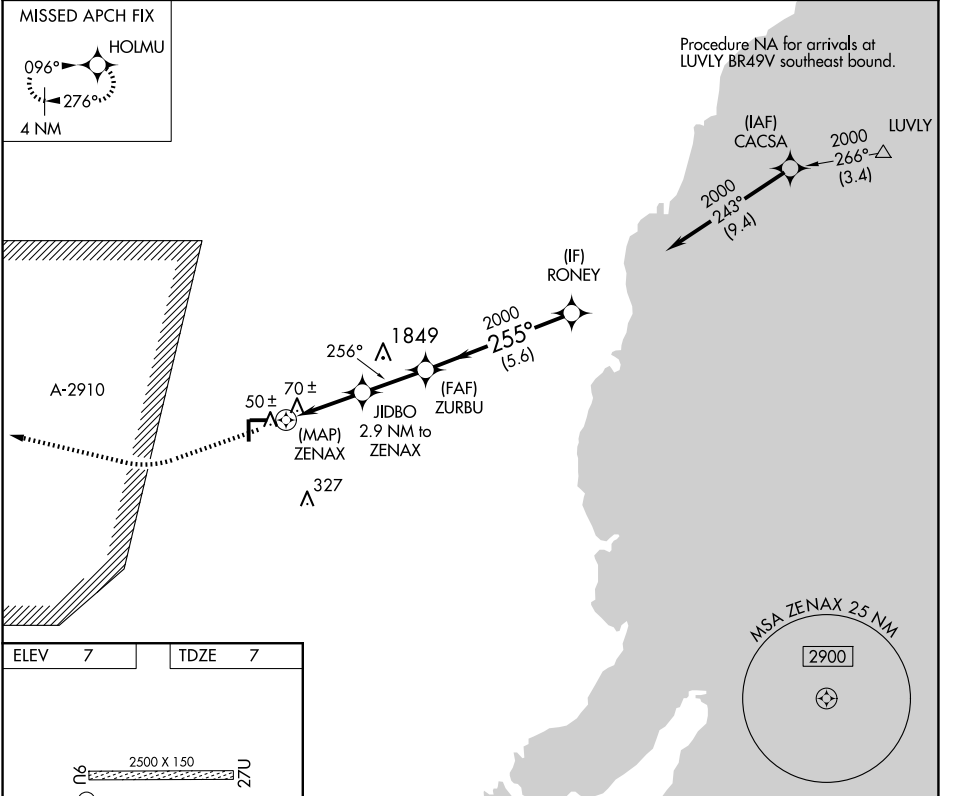 MISSED APCH FIX
HOLMU
096°
276°
4 NM
Procedure NA for arrivals at
LUVLY BR49V southeast bound.
(IAF)
CACSA
LUVLY
2000
266°
(3.4)
2000
243°
(9.4)
(IF)
RONEY
2000
255°
(5.6)
1849
256°
A-2910
70 ±
50 ±
(FAF)
ZURBU
JIDBO
2.9 NM to
ZENAX
(MAP)
ZENAX
327
MSA ZENAX 25 NM
2900
ELEV 7
TDZE 7
2500 X 150
9U
27U